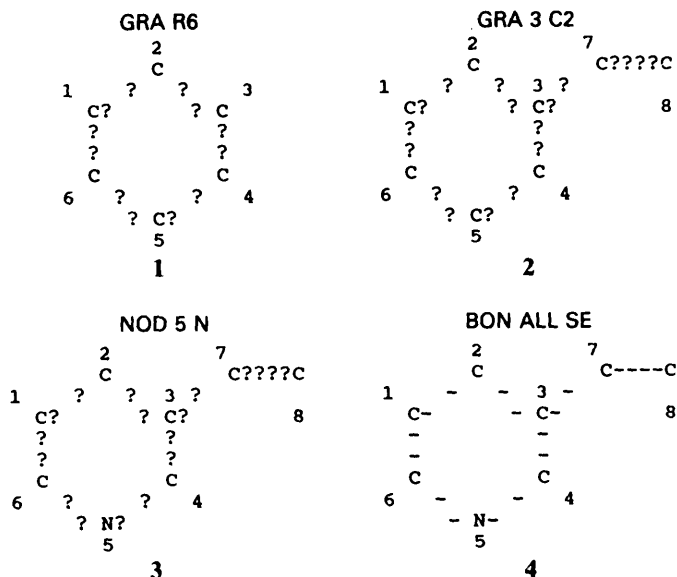 GRA R6
2
C
1 ? ? 3
C? ? C
? ?
? ?
C C
6 ? ? 4
? C?
5
1
GRA 3 C2
2 7
C C????C
1 ? ? 3 ? 8
C? ? C?
? ?
? ?
C C
6 ? ? 4
? C?
5
2
NOD 5 N
2 7
C C????C
1 ? ? 3 ? 8
C? ? C?
? ?
? ?
C C
6 ? ? 4
? N?
5
3
BON ALL SE
2 7
C C----C
1 - - 3 - 8
C- -C-
- -
- -
C C
6 - - 4
-N-
5
4